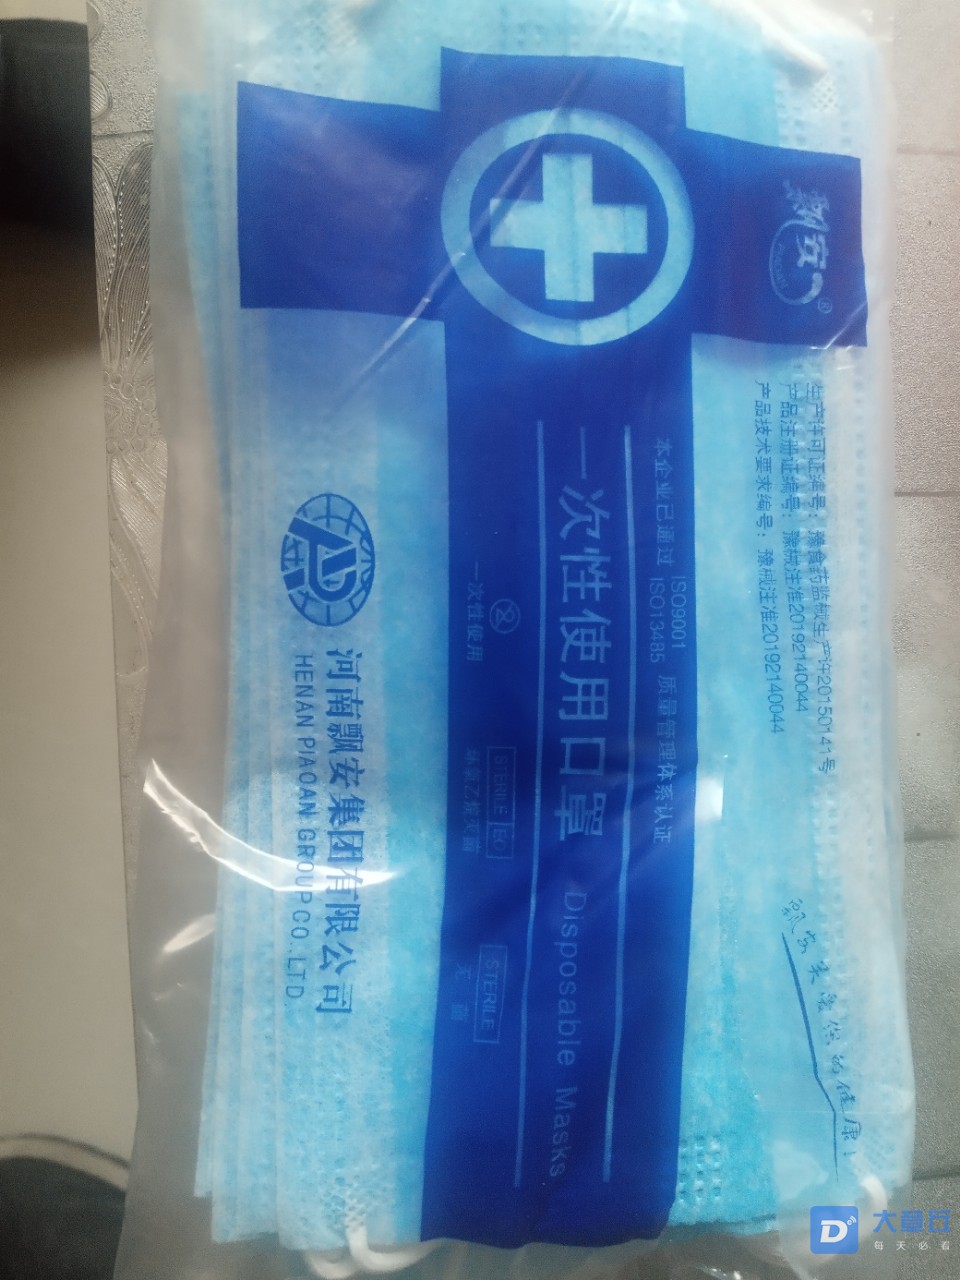 飘安®
PIAOAN
生产许可证编号：豫食药监械生产许20150141号
产品注册证编号：豫械注准20192140044
产品技术要求编号：豫械注准20192140044
本企业已通过 ISO9001 ISO13485 质量管理体系认证
一次性使用口罩 Disposable Masks
一次性使用
STERILE EO
环氧乙烷灭菌
STERILE
无菌
河南飘安集团有限公司
HENAN PIAOAN GROUP CO.,LTD
飘安关爱您的健康！
大章丘
每天必看